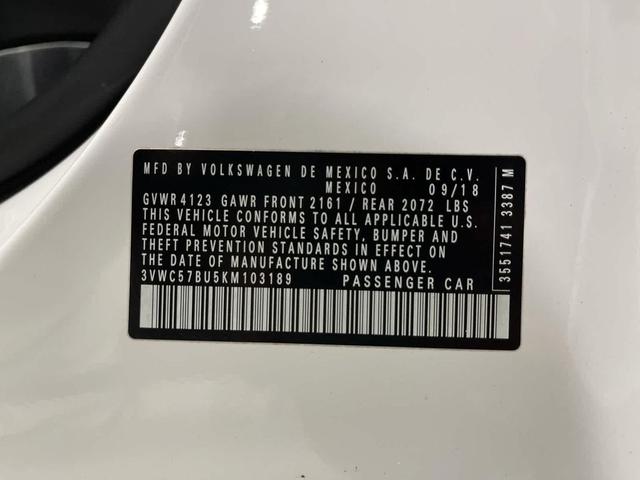 MFD BY VOLKSWAGEN DE MEXICO S.A. DE C.V.
MEXICO 09/18
GVWR 4123 GAWR FRONT 2161 / REAR 2072 LBS
THIS VEHICLE CONFORMS TO ALL APPLICABLE U.S.
FEDERAL MOTOR VEHICLE SAFETY, BUMPER AND
THEFT PREVENTION STANDARDS IN EFFECT ON
THE DATE OF MANUFACTURE SHOWN ABOVE.
3VWC57BU5KM103189 PASSENGER CAR
3551741 3387 M